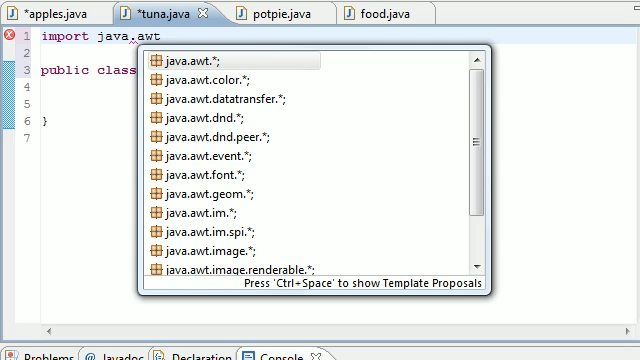 *apples.java *tuna.java potpie.java food.java
1 import java.awt
2
3 public class
4
5
6 }
7
java.awt.*;
java.awt.color.*;
java.awt.datatransfer.*;
java.awt.dnd.*;
java.awt.dnd.peer.*;
java.awt.event.*;
java.awt.font.*;
java.awt.geom.*;
java.awt.im.*;
java.awt.im.spi.*;
java.awt.image.*;
java.awt.image.renderable.*;
Press 'Ctrl+Space' to show Template Proposals
Problems @ Javadoc Declaration Console